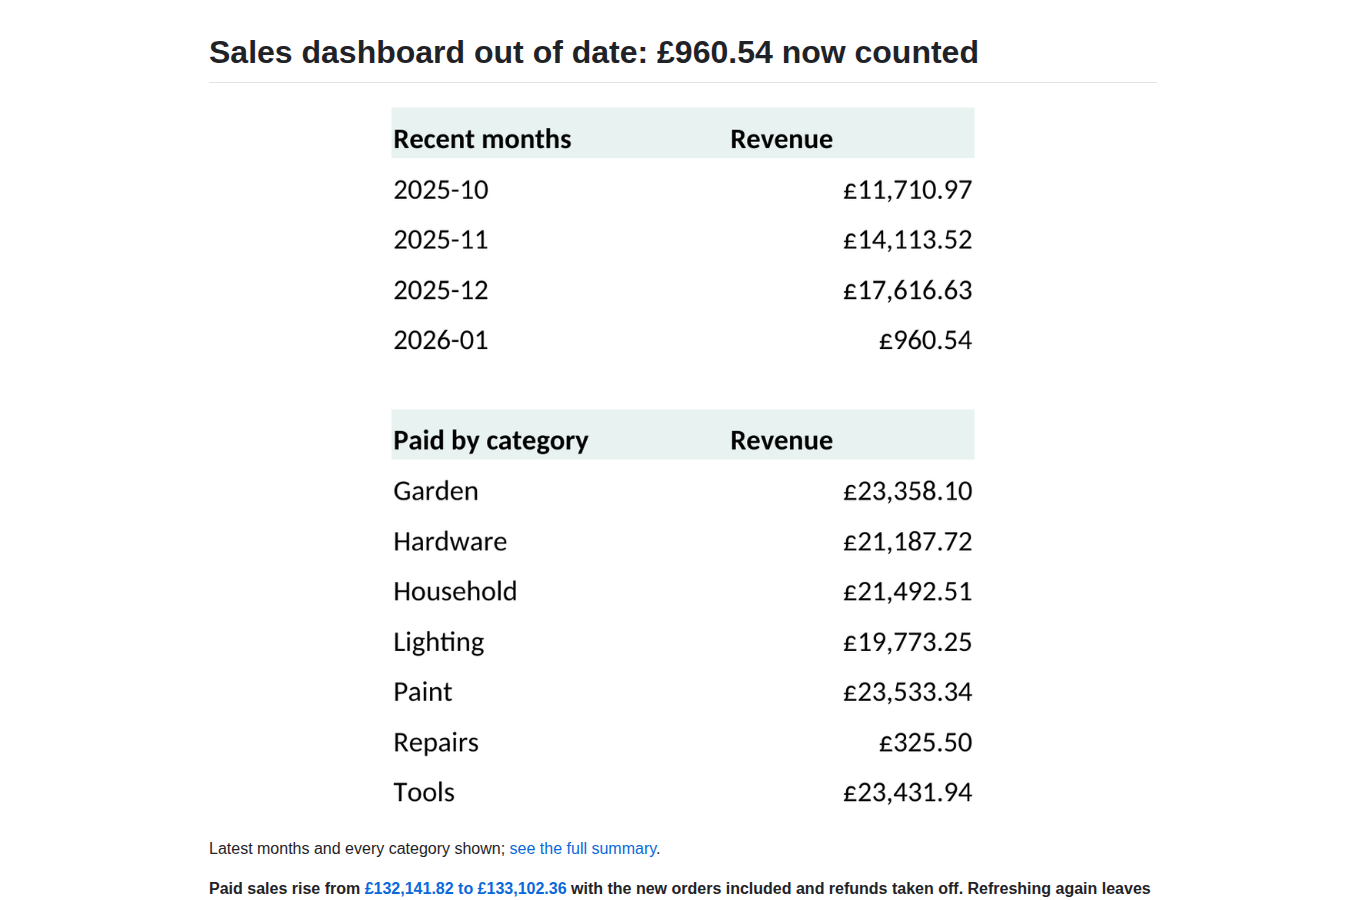 Sales dashboard out of date: £960.54 now counted
Recent months Revenue
2025-10 £11,710.97
2025-11 £14,113.52
2025-12 £17,616.63
2026-01 £960.54
Paid by category Revenue
Garden £23,358.10
Hardware £21,187.72
Household £21,492.51
Lighting £19,773.25
Paint £23,533.34
Repairs £325.50
Tools £23,431.94
Latest months and every category shown; see the full summary.
Paid sales rise from £132,141.82 to £133,102.36 with the new orders included and refunds taken off. Refreshing again leaves